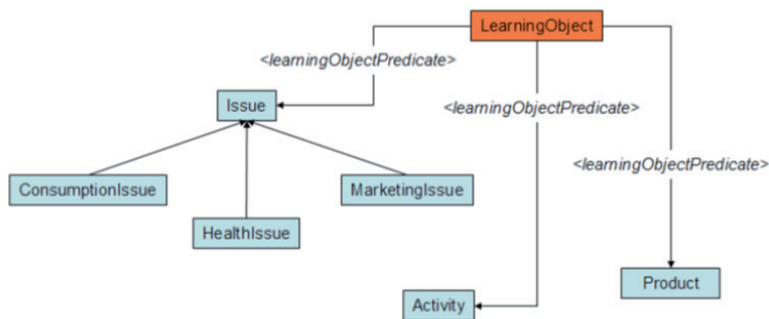 LearningObject
<learningObjectPredicate>
Issue
<learningObjectPredicate>
<learningObjectPredicate>
ConsumptionIssue
MarketingIssue
HealthIssue
Product
Activity